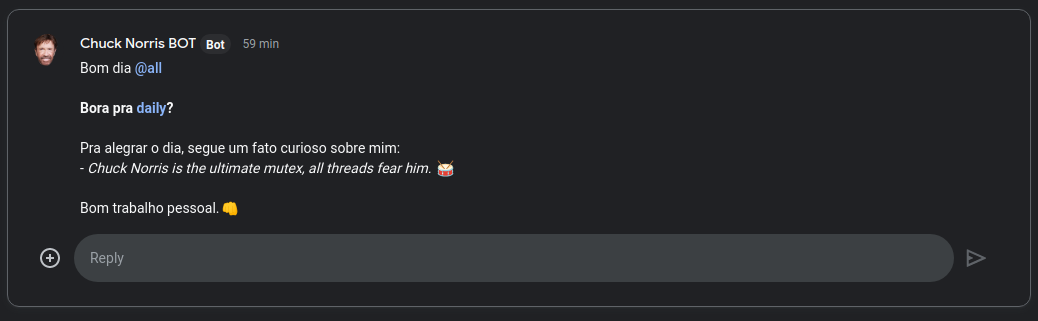 Chuck Norris BOT Bot 59 min
Bom dia @all
Bora pra daily?
Pra alegrar o dia, segue um fato curioso sobre mim:
- Chuck Norris is the ultimate mutex, all threads fear him. 🥁
Bom trabalho pessoal. 👊
Reply